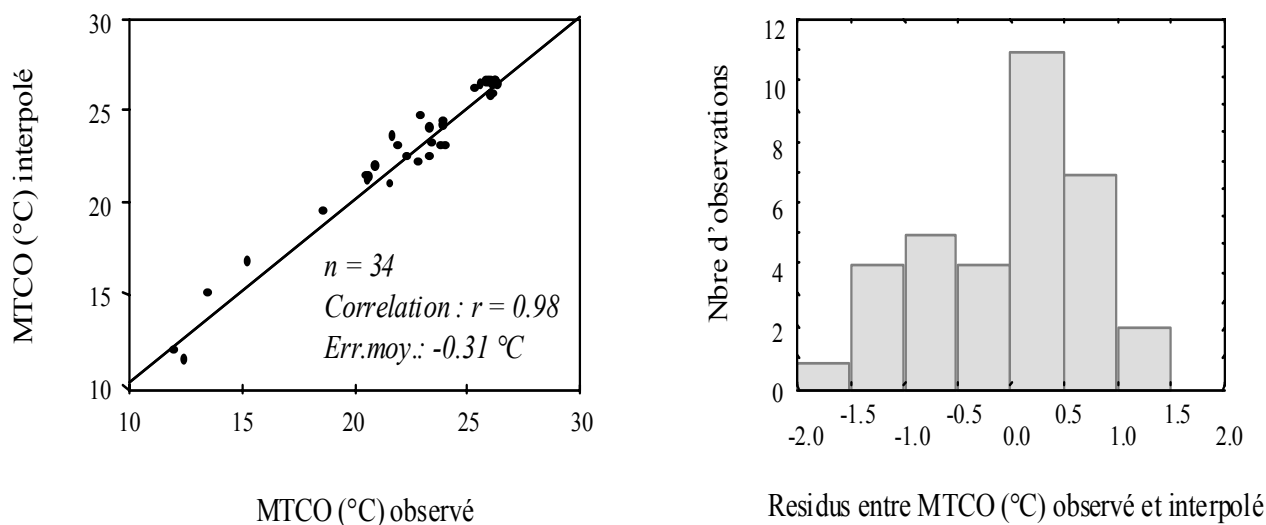 MTCO (°C) interpolé
30
25
20
15
10
n = 34
Correlation : r = 0.98
Err.moy.: -0.31 °C
10 15 20 25 30
MTCO (°C) observé
Nbre d'observations
12
10
8
6
4
2
0
-1.5 -0.5 0.5 1.5
-2.0 -1.0 0.0 1.0 2.0
Residus entre MTCO (°C) observé et interpolé